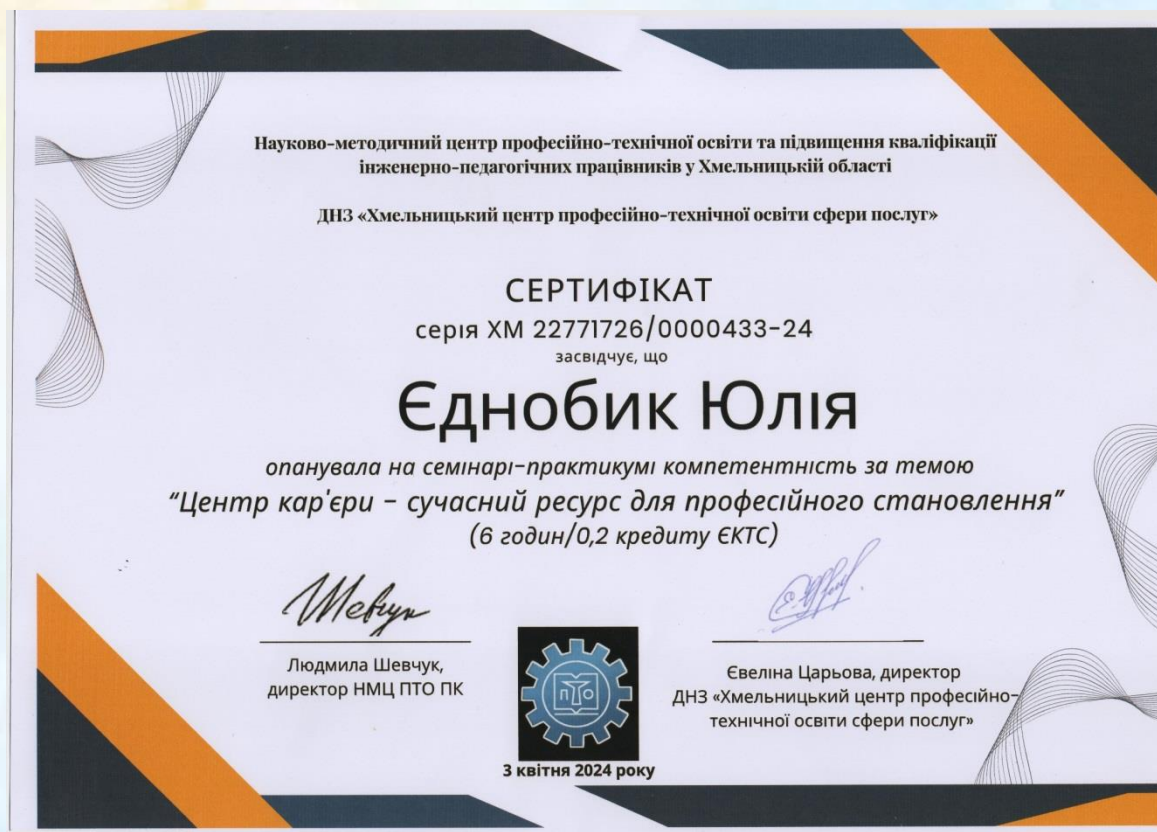 Науково-методичний центр професійно-технічної освіти та підвищення кваліфікації
інженерно-педагогічних працівників у Хмельницькій області
ДНЗ «Хмельницький центр професійно-технічної освіти сфери послуг»
СЕРТИФІКАТ
серія ХМ 22771726/0000433-24
засвідчує, що
Єднобик Юлія
опанувала на семінарі-практикумі компетентність за темою
“Центр кар'єри - сучасний ресурс для професійного становлення”
(6 годин/0,2 кредиту ЄКТС)
Шевчук
Людмила Шевчук,
директор НМЦ ПТО ПК
ПТО
3 квітня 2024 року
Євеліна Царьова, директор
ДНЗ «Хмельницький центр професійно-
технічної освіти сфери послуг»